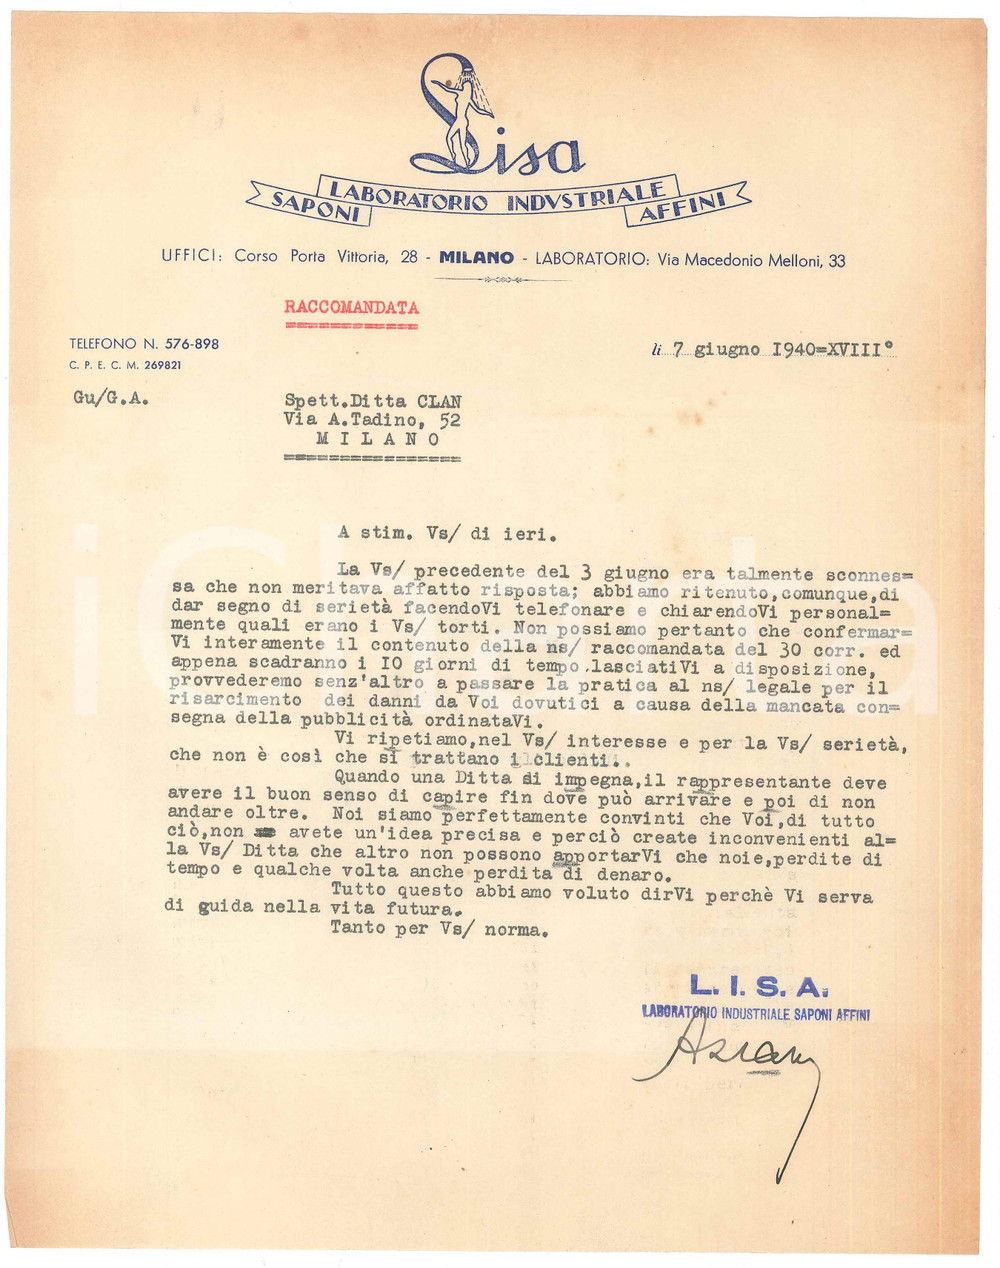 Lisa
SAPONI LABORATORIO INDVSTRIALE AFFINI
UFFICI: Corso Porta Vittoria, 28 - MILANO - LABORATORIO: Via Macedonio Melloni, 33
RACCOMANDATA
TELEFONO N. 576-898
C. P. E. C. M. 269821
li 7 giugno 1940=XVIII°
Gu/G.A.
Spett.Ditta CLAN
Via A.Tadino, 52
M I L A N O
A stim. Vs/ di ieri.
La Vs/ precedente del 3 giugno era talmente sconnes=
sa che non meritava affatto risposta; abbiamo ritenuto,comunque,di
dar segno di serietà facendoVi telefonare e chiarendoVi personal=
mente quali erano i Vs/ torti. Non possiamo pertanto che confermar=
Vi interamente il contenuto della ns/ raccomandata del 30 corr. ed
appena scadranno i 10 giorni di tempo.lasciatiVi a disposizione,
provvederemo senz'altro a passare la pratica al ns/ legale per il
risarcimento dei danni da Voi dovutici a causa della mancata con=
segna della pubblicità ordinataVi.
Vi ripetiamo,nel Vs/ interesse e per la Vs/ serietà,
che non è così che si trattano i clienti..
Quando una Ditta si impegna,il rappresentante deve
avere il buon senso di capire fin dove può arrivare e poi di non
andare oltre. Noi siamo perfettamente convinti che Voi,di tutto
ciò,non avete un'idea precisa e perciò create inconvenienti al=
la Vs/ Ditta che altro non possono apportarVi che noie,perdite di
tempo e qualche volta anche perdita di denaro.
Tutto questo abbiamo voluto dirVi perchè Vi serva
di guida nella vita futura.
Tanto per Vs/ norma.
L. I. S. A.
LABORATORIO INDUSTRIALE SAPONI AFFINI